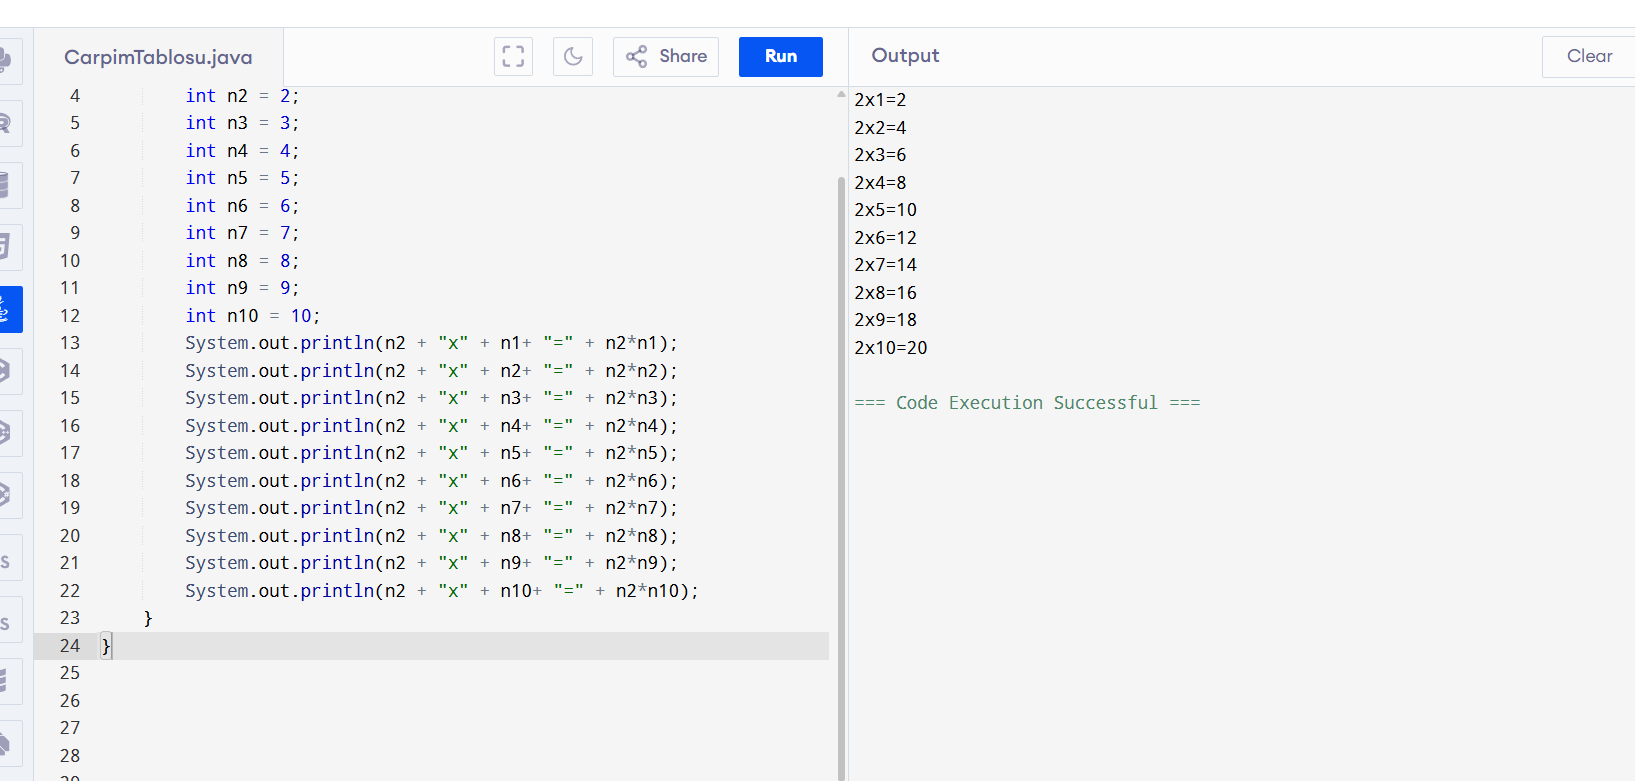 CarpimTablosu.java
Share
Run
Output
Clear
4 int n2 = 2;
5 int n3 = 3;
6 int n4 = 4;
7 int n5 = 5;
8 int n6 = 6;
9 int n7 = 7;
10 int n8 = 8;
11 int n9 = 9;
12 int n10 = 10;
13 System.out.println(n2 + "x" + n1+ "=" + n2*n1);
14 System.out.println(n2 + "x" + n2+ "=" + n2*n2);
15 System.out.println(n2 + "x" + n3+ "=" + n2*n3);
16 System.out.println(n2 + "x" + n4+ "=" + n2*n4);
17 System.out.println(n2 + "x" + n5+ "=" + n2*n5);
18 System.out.println(n2 + "x" + n6+ "=" + n2*n6);
19 System.out.println(n2 + "x" + n7+ "=" + n2*n7);
20 System.out.println(n2 + "x" + n8+ "=" + n2*n8);
21 System.out.println(n2 + "x" + n9+ "=" + n2*n9);
22 System.out.println(n2 + "x" + n10+ "=" + n2*n10);
23 }
24 }
25
26
27
28
2x1=2
2x2=4
2x3=6
2x4=8
2x5=10
2x6=12
2x7=14
2x8=16
2x9=18
2x10=20
=== Code Execution Successful ===